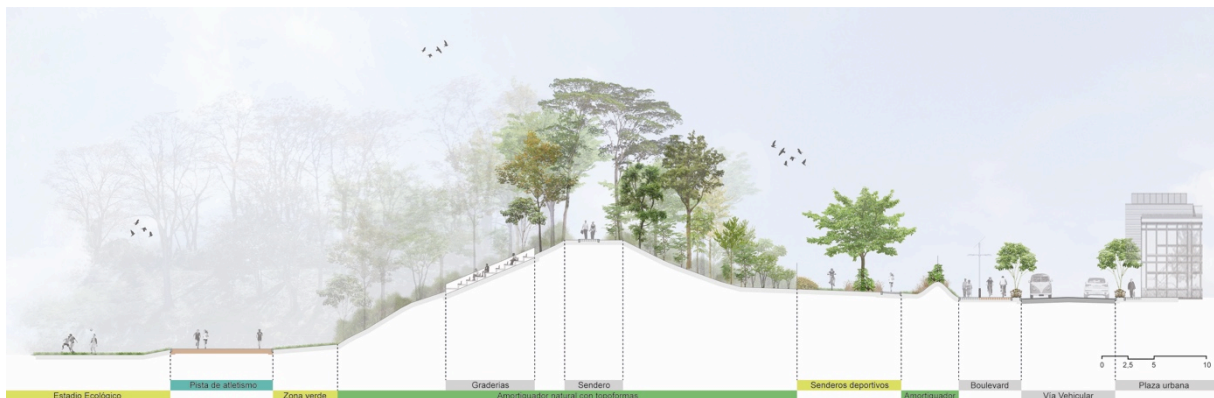 0 2.5 5 10
Pista de atletismo
Graderias
Sendero
Senderos deportivos
Boulevard
Plaza urbana
Estadio Ecológico
Zona verde
Amortiguador natural con topoformas
Amortiguador
Vía Vehicular